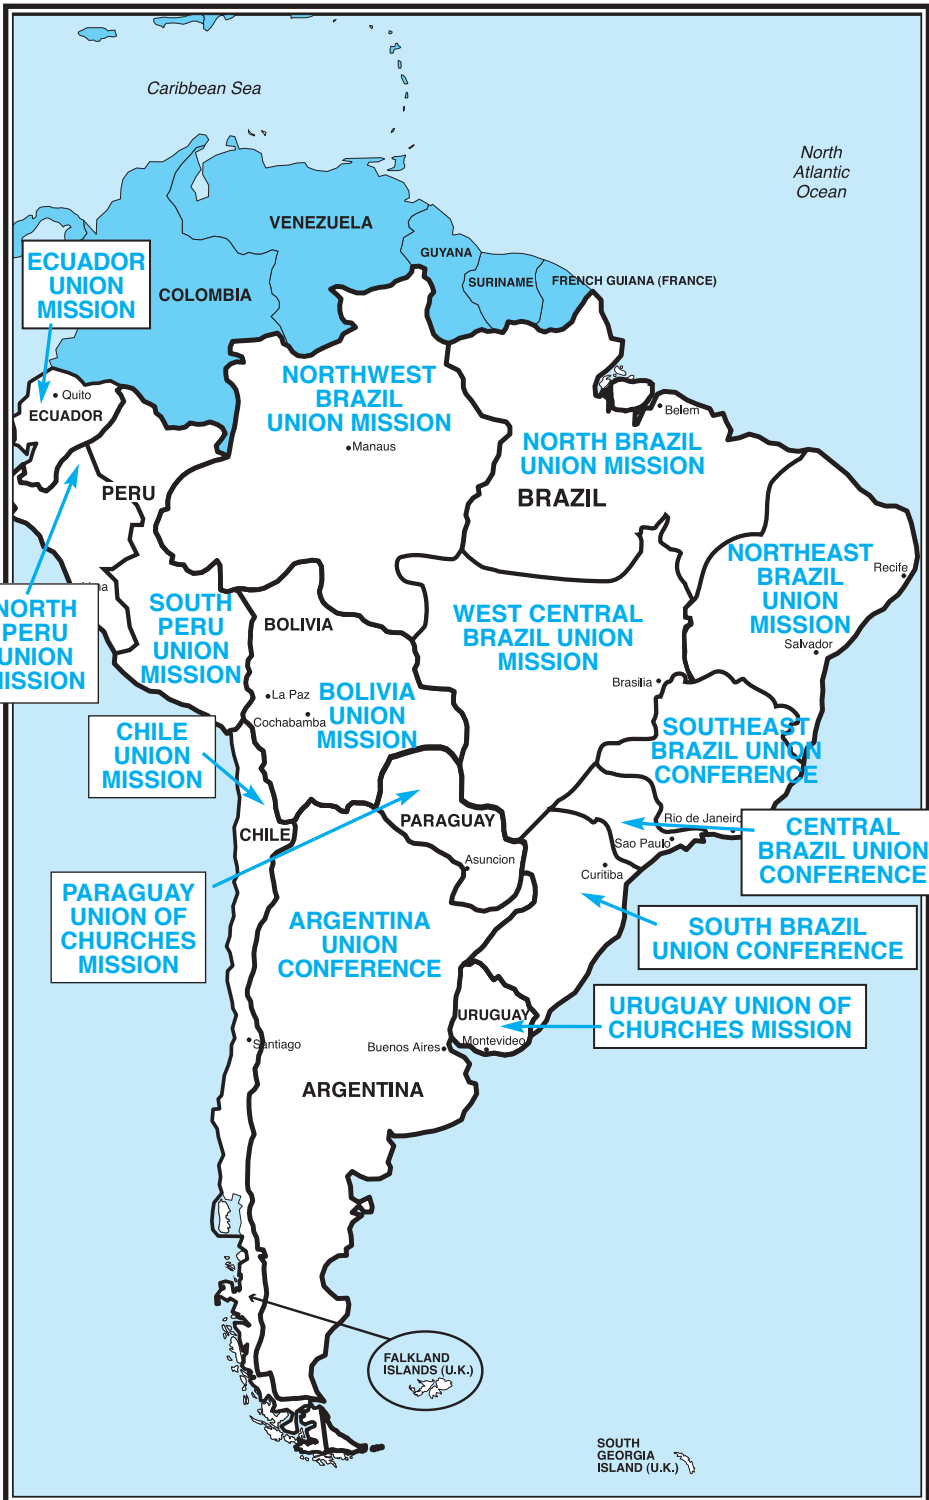 Caribbean Sea
North
Atlantic
Ocean
VENEZUELA
GUYANA
SURINAME
FRENCH GUIANA (FRANCE)
COLOMBIA
ECUADOR
UNION
MISSION
Quito
ECUADOR
NORTHWEST
BRAZIL
UNION MISSION
Manaus
Belem
NORTH BRAZIL
UNION MISSION
BRAZIL
PERU
NORTHEAST
BRAZIL
UNION
MISSION
Recife
Salvador
NORTH
PERU
UNION
MISSION
SOUTH
PERU
UNION
MISSION
BOLIVIA
WEST CENTRAL
BRAZIL UNION
MISSION
Brasilia
La Paz
Cochabamba
BOLIVIA
UNION
MISSION
SOUTHEAST
BRAZIL UNION
CONFERENCE
CHILE
UNION
MISSION
CHILE
PARAGUAY
Asuncion
Rio de Janeiro
Sao Paulo
Curitiba
CENTRAL
BRAZIL UNION
CONFERENCE
PARAGUAY
UNION OF
CHURCHES
MISSION
ARGENTINA
UNION
CONFERENCE
SOUTH BRAZIL
UNION CONFERENCE
URUGUAY
Montevideo
URUGUAY UNION OF
CHURCHES MISSION
Santiago
Buenos Aires
ARGENTINA
FALKLAND
ISLANDS (U.K.)
SOUTH
GEORGIA
ISLAND (U.K.)